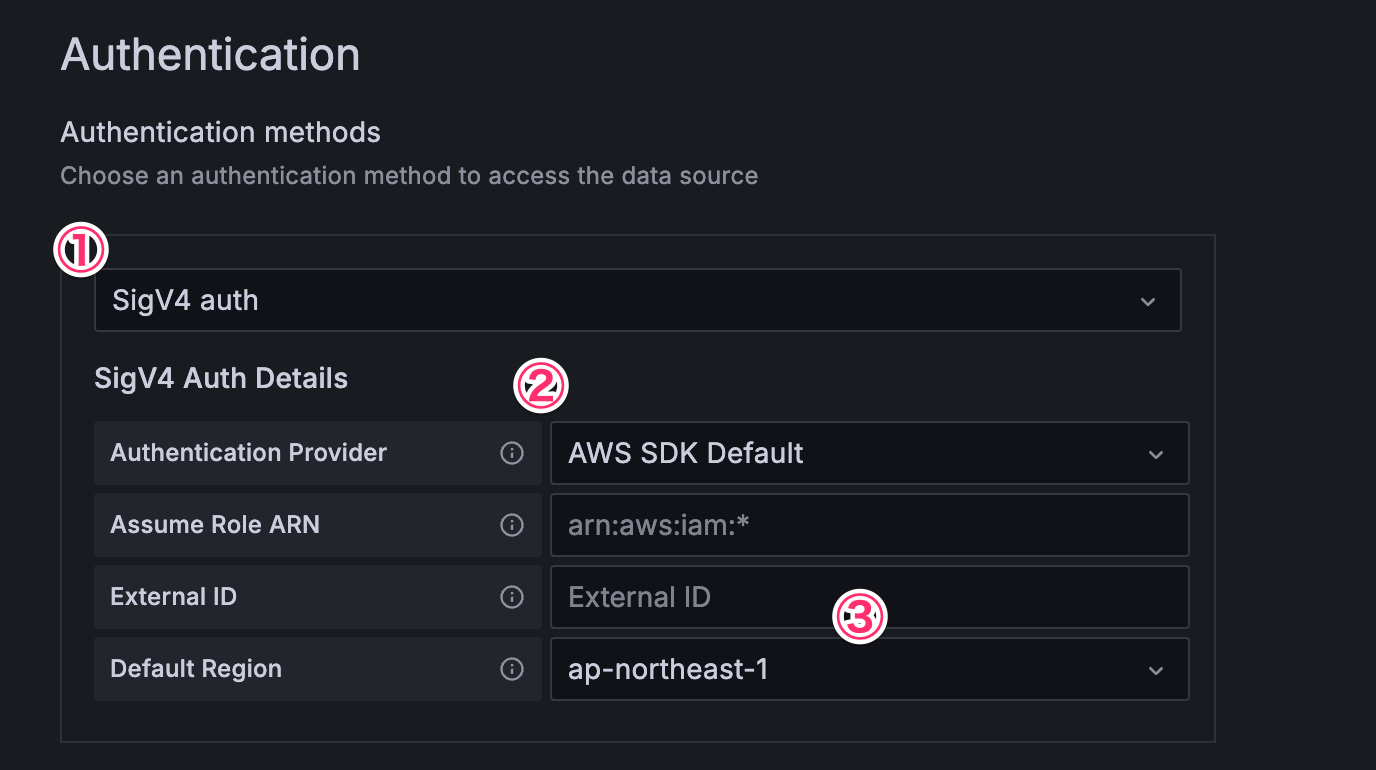 Authentication
Authentication methods
Choose an authentication method to access the data source
①
SigV4 auth
SigV4 Auth Details
②
Authentication Provider AWS SDK Default
Assume Role ARN arn:aws:iam:*
External ID External ID
③
Default Region ap-northeast-1